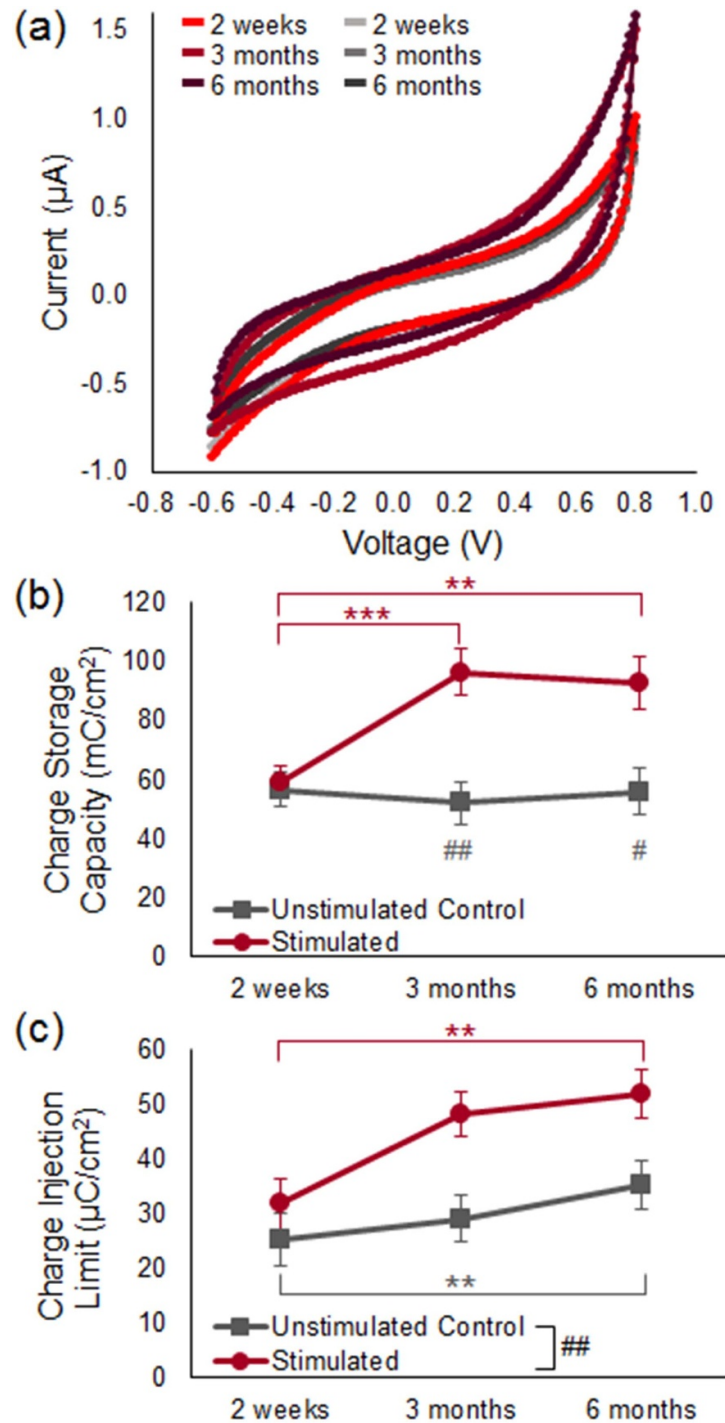 (a)
2 weeks 2 weeks
3 months 3 months
6 months 6 months
1.5
1.0
0.5
0.0
-0.5
-1.0
Current (µA)
-0.8 -0.6 -0.4 -0.2 0.0 0.2 0.4 0.6 0.8 1.0
Voltage (V)
(b)
**
***
120
100
80
60
40
20
0
Charge Storage
Capacity (mC/cm²)
## #
Unstimulated Control
Stimulated
2 weeks 3 months 6 months
(c)
**
60
50
40
30
20
10
0
Charge Injection
Limit (µC/cm²)
**
Unstimulated Control
Stimulated
##
2 weeks 3 months 6 months